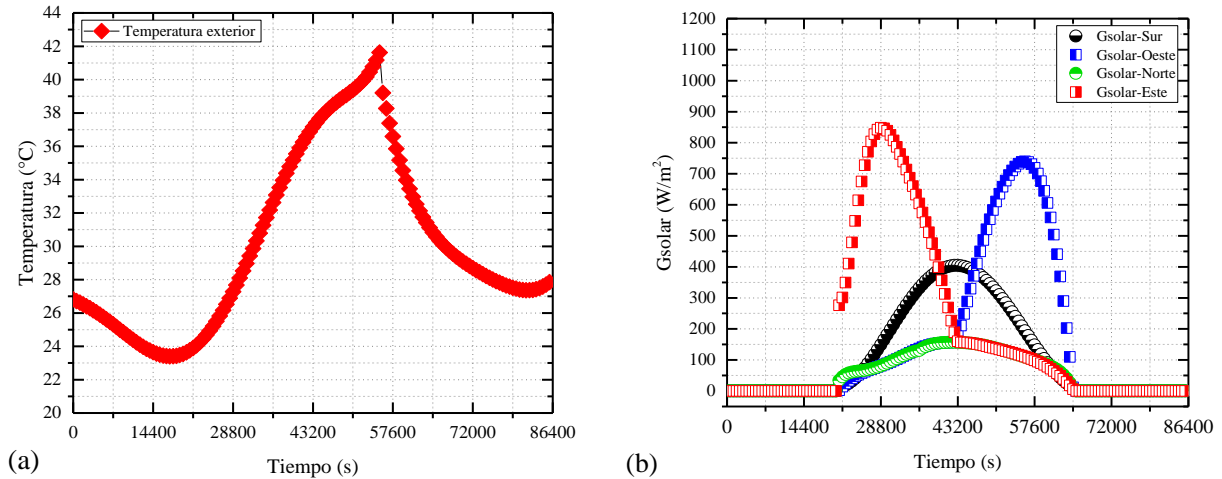 44
42
40
38
36
34
32
30
28
26
24
22
20
Temperatura (°C)
Temperatura exterior
0 14400 28800 43200 57600 72000 86400
Tiempo (s)
(a)
1200
1100
1000
900
800
700
600
500
400
300
200
100
0
Gsolar (W/m²)
Gsolar-Sur
Gsolar-Oeste
Gsolar-Norte
Gsolar-Este
0 14400 28800 43200 57600 72000 86400
Tiempo (s)
(b)